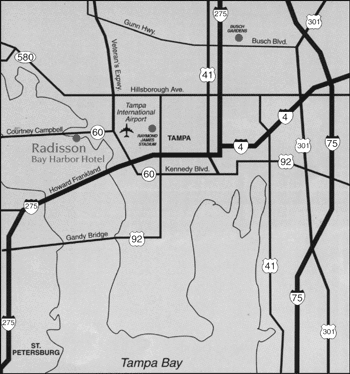 275
BUSCH
GARDENS
301
Gunn Hwy.
Busch Blvd.
Veteran's Expwy.
580
41
Hillsborough Ave.
Tampa
International
Airport
4
Courtney Campbell
60
RAYMOND
JAMES
STADIUM
TAMPA
4
301
75
Radisson
Bay Harbor Hotel
92
60
Kennedy Blvd.
Howard Frankland
275
Gandy Bridge
92
41
75
275
301
ST.
PETERSBURG
Tampa Bay